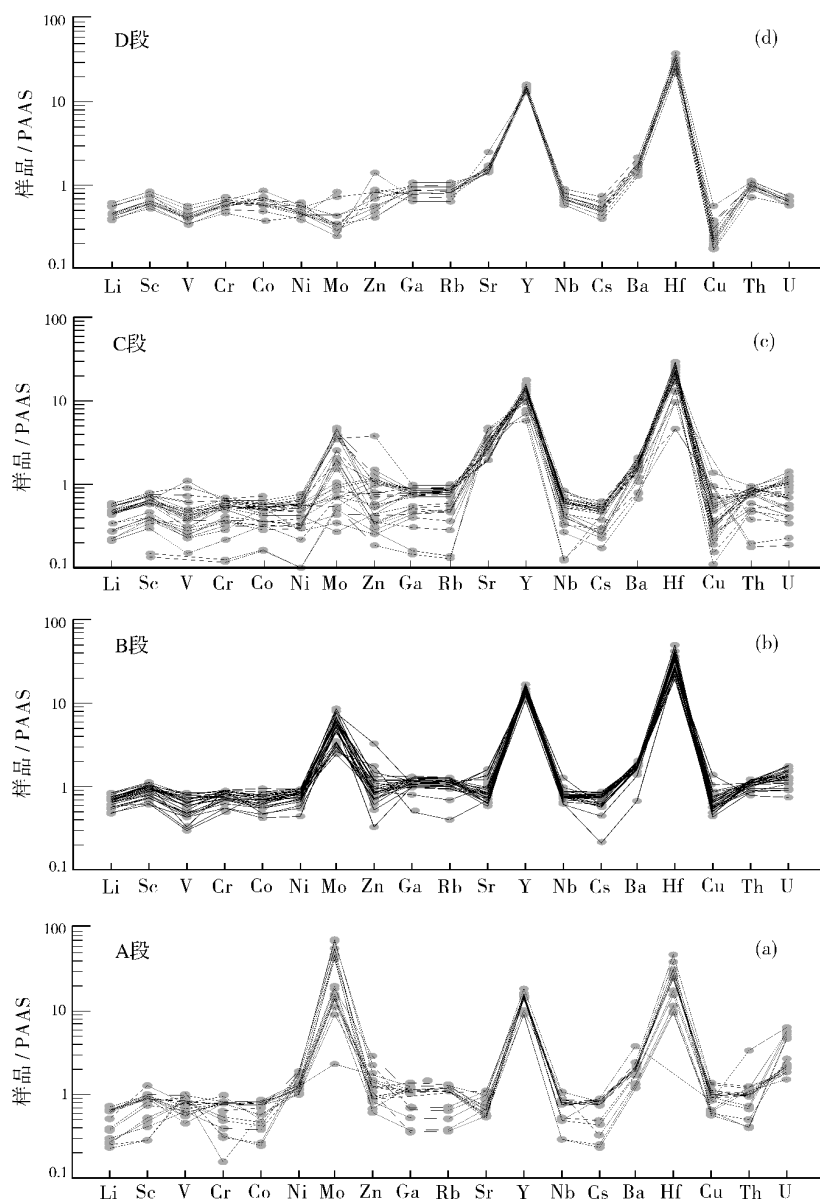 100
D段
(d)
10
样品/PAAS
1
0.1
Li Sc V Cr Co Ni Mo Zn Ga Rb Sr Y Nb Cs Ba Hf Cu Th U
100
C段
(c)
10
样品/PAAS
1
0.1
Li Sc V Cr Co Ni Mo Zn Ga Rb Sr Y Nb Cs Ba Hf Cu Th U
100
B段
(b)
10
样品/PAAS
1
0.1
Li Sc V Cr Co Ni Mo Zn Ga Rb Sr Y Nb Cs Ba Hf Cu Th U
100
A段
(a)
10
样品/PAAS
1
0.1
Li Sc V Cr Co Ni Mo Zn Ga Rb Sr Y Nb Cs Ba Hf Cu Th U